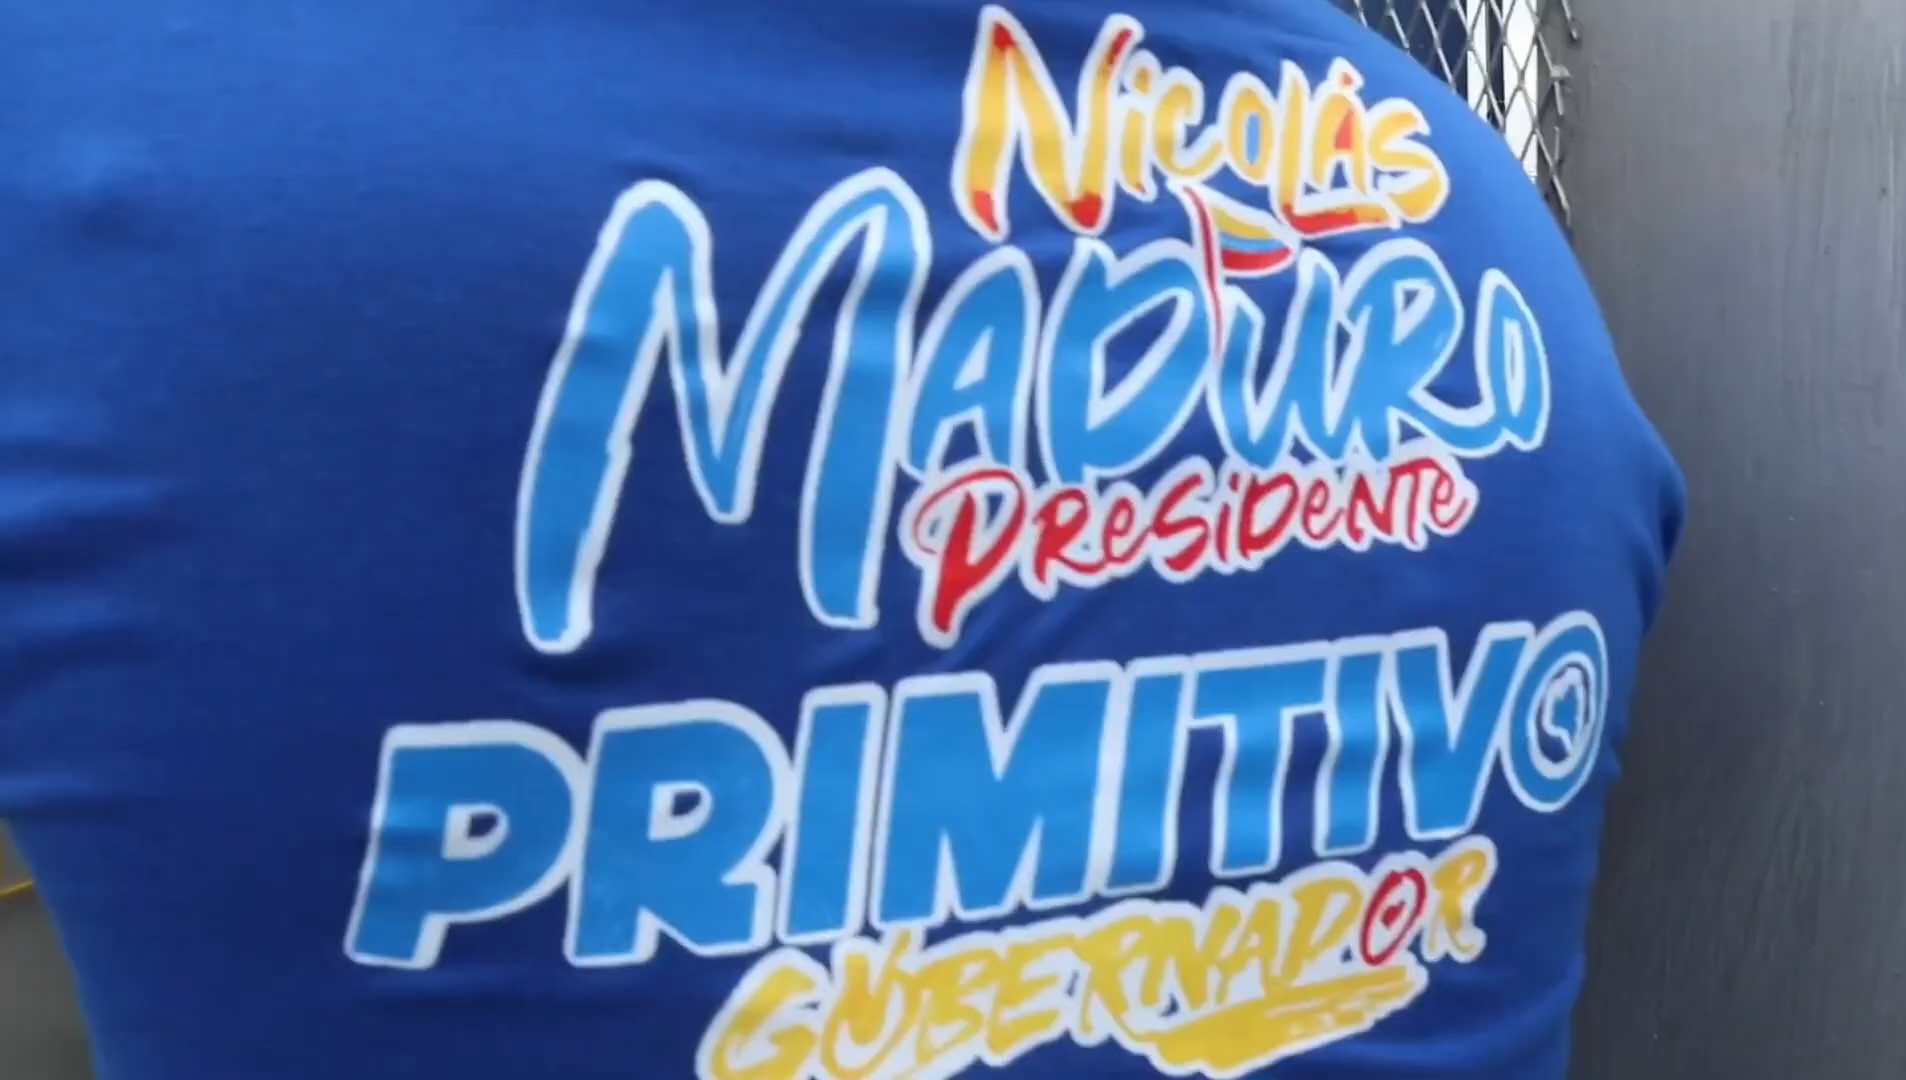 NicoLÁS
MADURO
PRESiDENTE
PRIMITIVO
GOBERNADOR